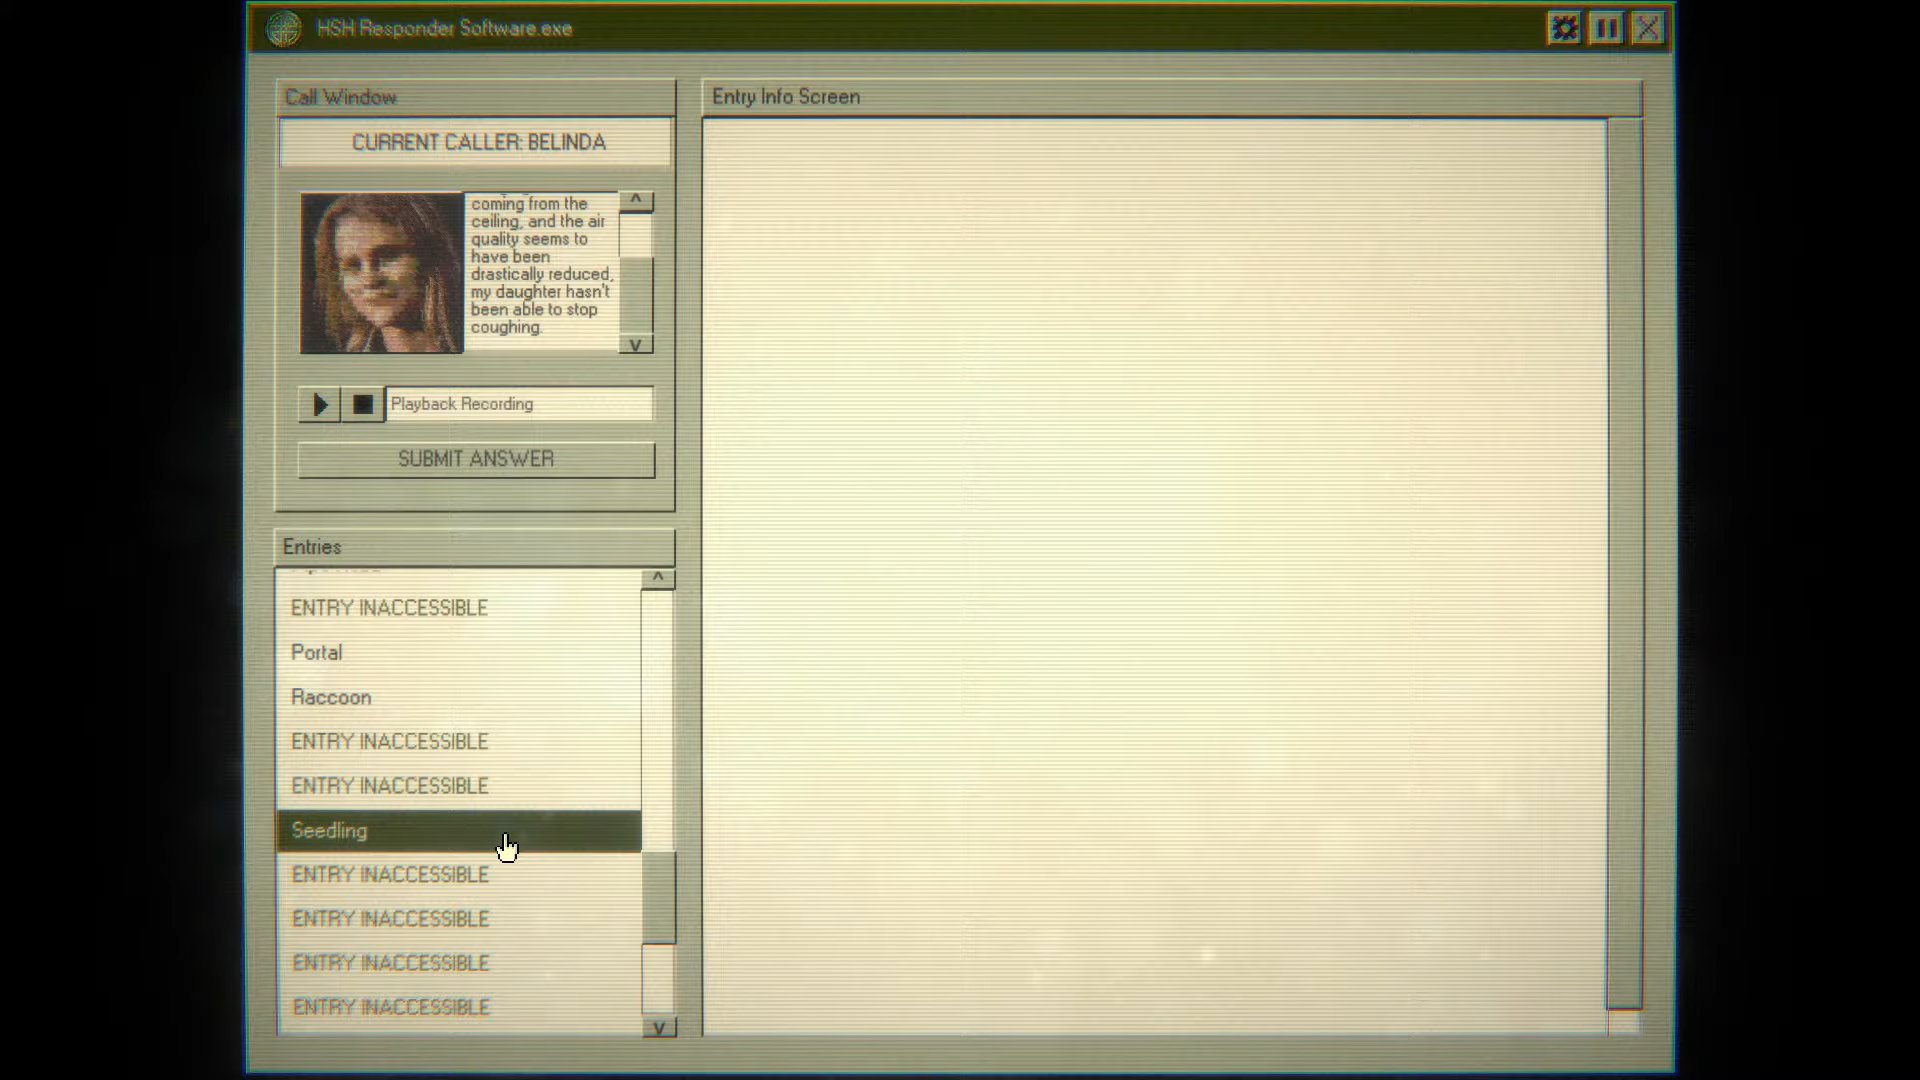 HSH Responder Software.exe
Call Window
CURRENT CALLER: BELINDA
coming from the
ceiling, and the air
quality seems to
have been
drastically reduced,
my daughter hasn't
been able to stop
coughing.
Playback Recording
SUBMIT ANSWER
Entries
ENTRY INACCESSIBLE
Portal
Raccoon
ENTRY INACCESSIBLE
ENTRY INACCESSIBLE
Seedling
ENTRY INACCESSIBLE
ENTRY INACCESSIBLE
ENTRY INACCESSIBLE
ENTRY INACCESSIBLE
Entry Info Screen